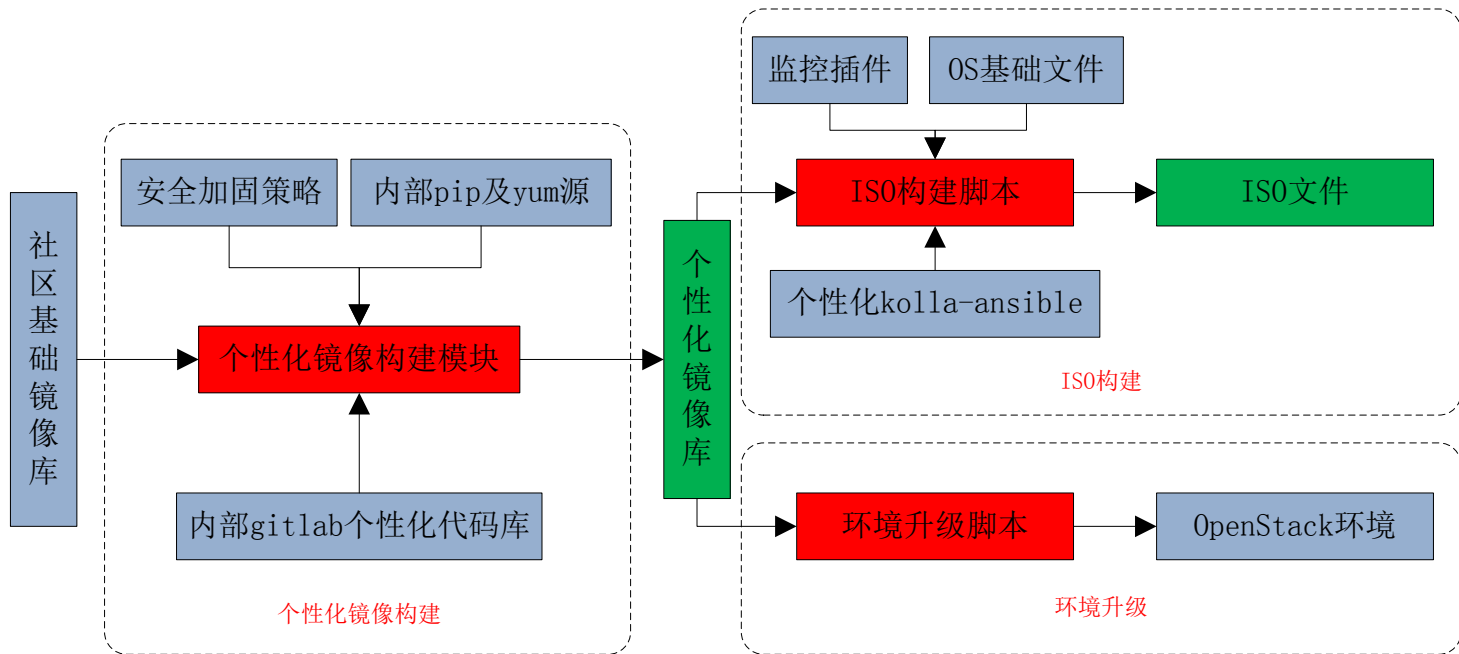 社区基础镜像库
安全加固策略
内部pip及yum源
个性化镜像构建模块
内部gitlab个性化代码库
个性化镜像构建
个性化镜像库
监控插件
OS基础文件
ISO构建脚本
ISO文件
个性化kolla-ansible
ISO构建
环境升级脚本
OpenStack环境
环境升级